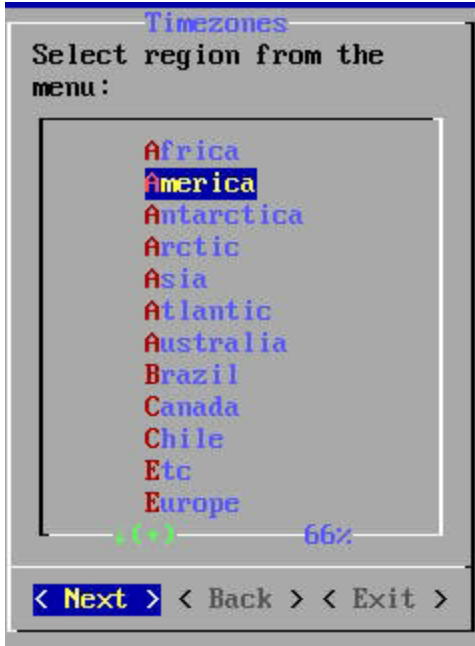 Timezones
Select region from the
menu:
Africa
America
Antarctica
Arctic
Asia
Atlantic
Australia
Brazil
Canada
Chile
Etc
Europe
↓(+) 66%
< Next > < Back > < Exit >